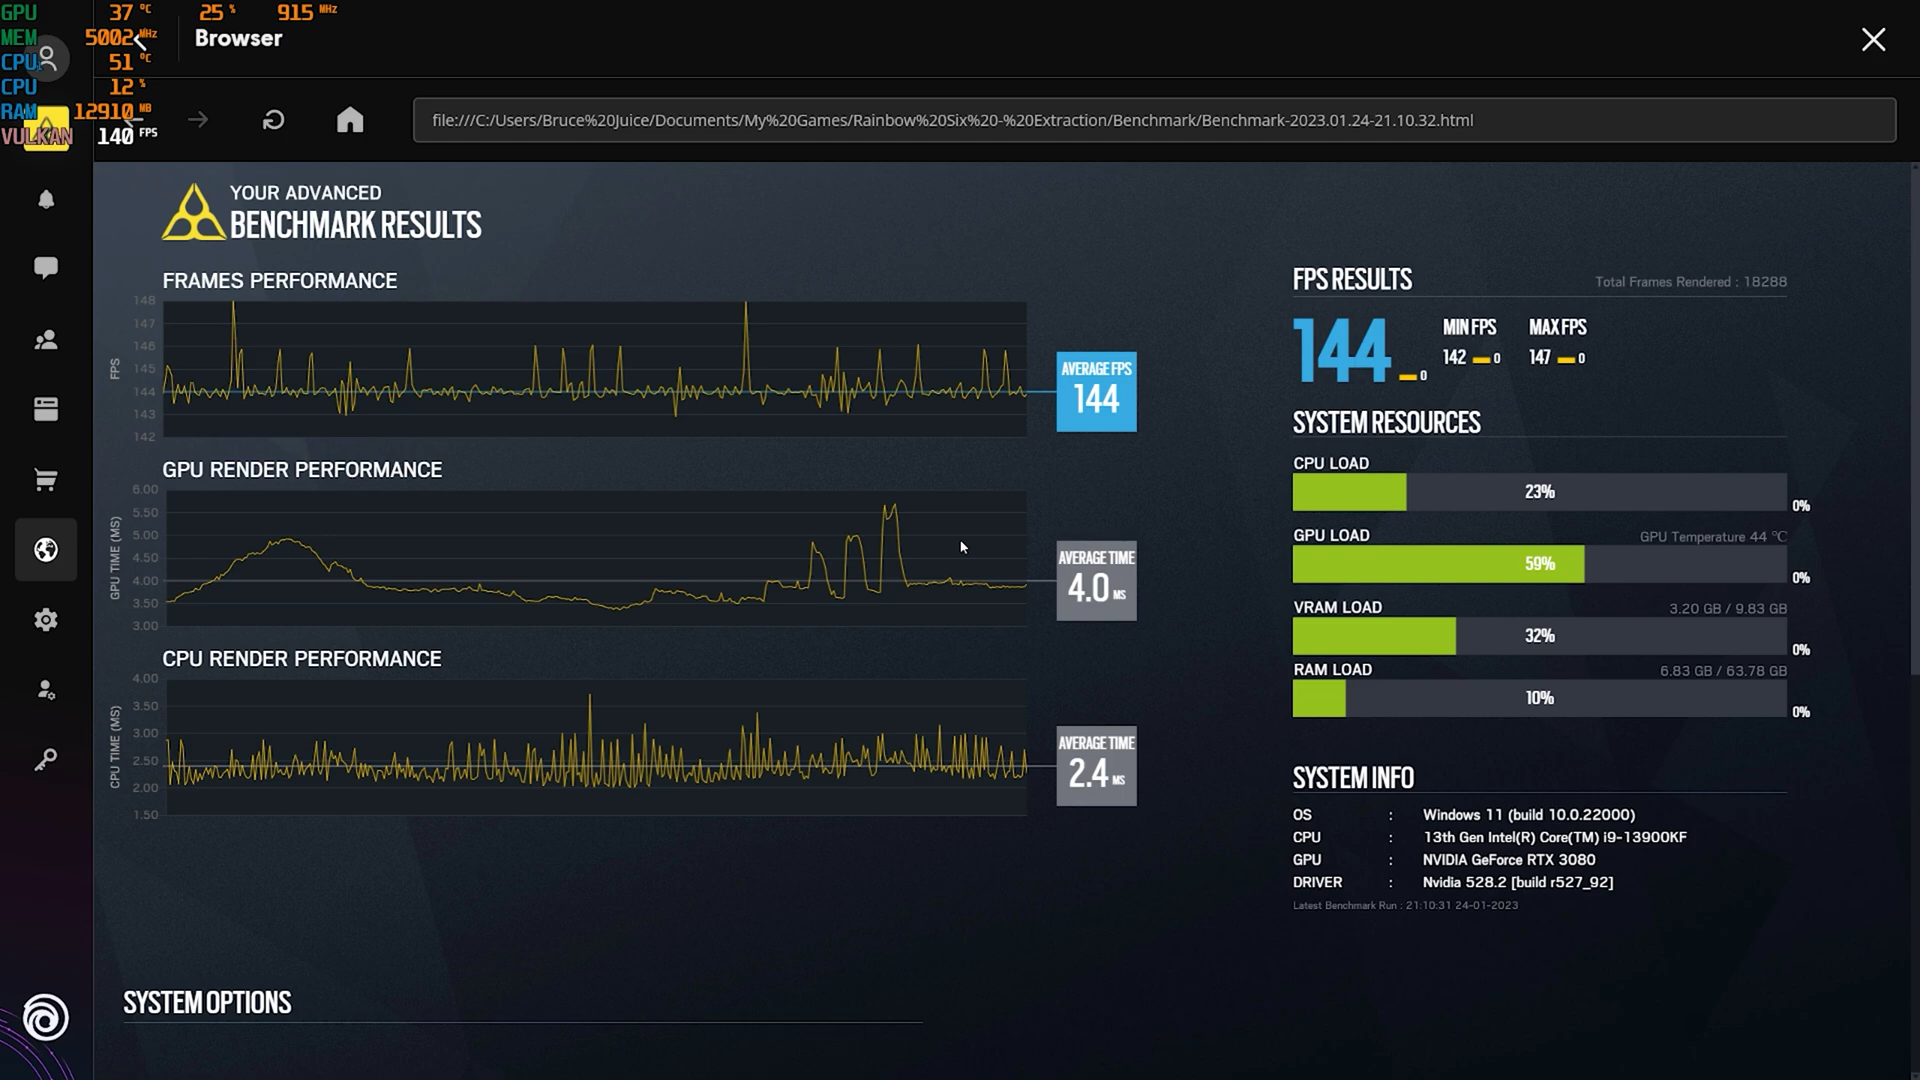 GPU 37 °C 25 % 915 MHz
MEM 5002 MHz
CPU 51 °C
CPU 12 %
RAM 12910 MB
VULKAN 140 FPS
Browser
file:///C:/Users/Bruce%20Juice/Documents/My%20Games/Rainbow%20Six%20-%20Extraction/Benchmark/Benchmark-2023.01.24-21.10.32.html
YOUR ADVANCED
BENCHMARK RESULTS
FRAMES PERFORMANCE
FPS
148
147
146
145
144
143
142
AVERAGE FPS
144
GPU RENDER PERFORMANCE
GPU TIME (MS)
6.00
5.50
5.00
4.50
4.00
3.50
3.00
AVERAGE TIME
4.0 MS
CPU RENDER PERFORMANCE
CPU TIME (MS)
4.00
3.50
3.00
2.50
2.00
1.50
AVERAGE TIME
2.4 MS
FPS RESULTS
Total Frames Rendered : 18288
144 0
MIN FPS
142 0
MAX FPS
147 0
SYSTEM RESOURCES
CPU LOAD
23%
0%
GPU LOAD
GPU Temperature 44 °C
59%
0%
VRAM LOAD
3.20 GB / 9.83 GB
32%
0%
RAM LOAD
6.83 GB / 63.78 GB
10%
0%
SYSTEM INFO
OS : Windows 11 (build 10.0.22000)
CPU : 13th Gen Intel(R) Core(TM) i9-13900KF
GPU : NVIDIA GeForce RTX 3080
DRIVER : Nvidia 528.2 [build r527_92]
Latest Benchmark Run : 21:10:31 24-01-2023
SYSTEM OPTIONS